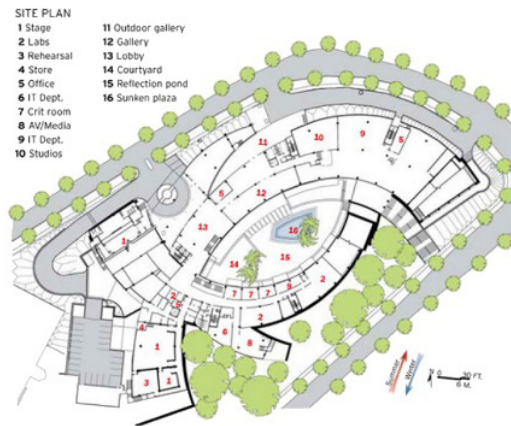 SITE PLAN
1 Stage
2 Labs
3 Rehearsal
4 Store
5 Office
6 IT Dept.
7 Crit room
8 AV/Media
9 IT Dept.
10 Studios
11 Outdoor gallery
12 Gallery
13 Lobby
14 Courtyard
15 Reflection pond
16 Sunken plaza
11
10
9
5
5
12
13
1
16
14
15
7
7
7
9
2
2
2
4
6
8
1
3
1
Summer
Winter
N
0
30 FT.
6 M.